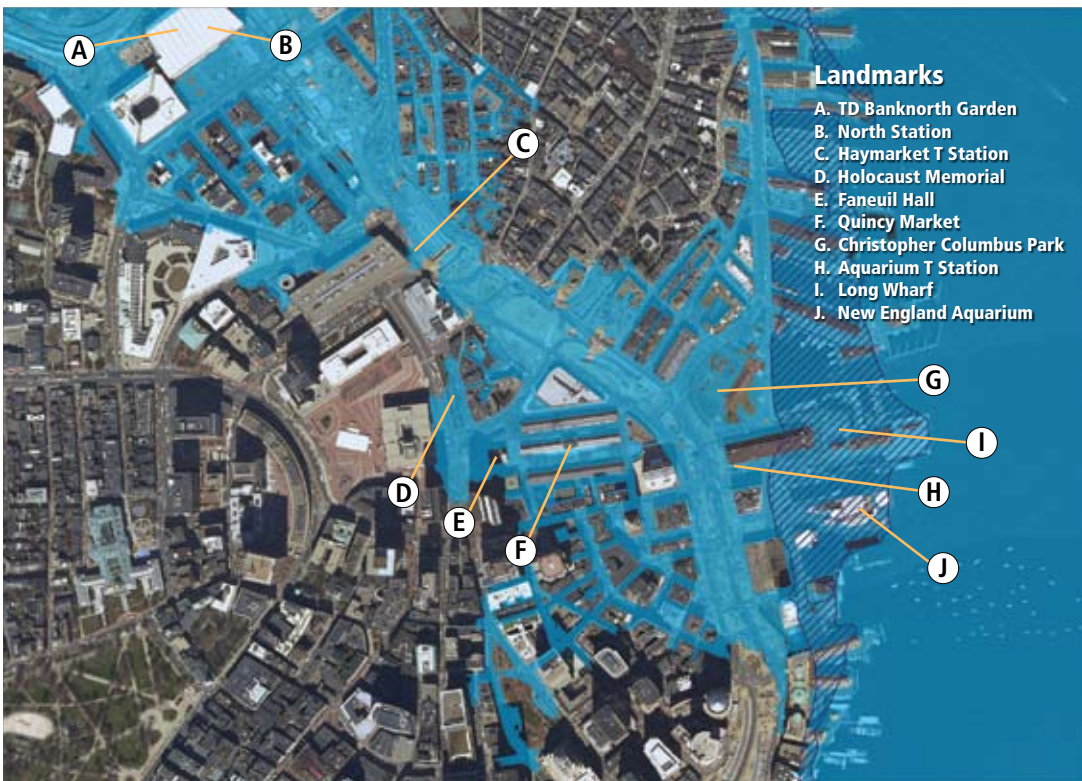 A
B
C
D
E
F
G
I
H
J
Landmarks
A. TD Banknorth Garden
B. North Station
C. Haymarket T Station
D. Holocaust Memorial
E. Faneuil Hall
F. Quincy Market
G. Christopher Columbus Park
H. Aquarium T Station
I. Long Wharf
J. New England Aquarium